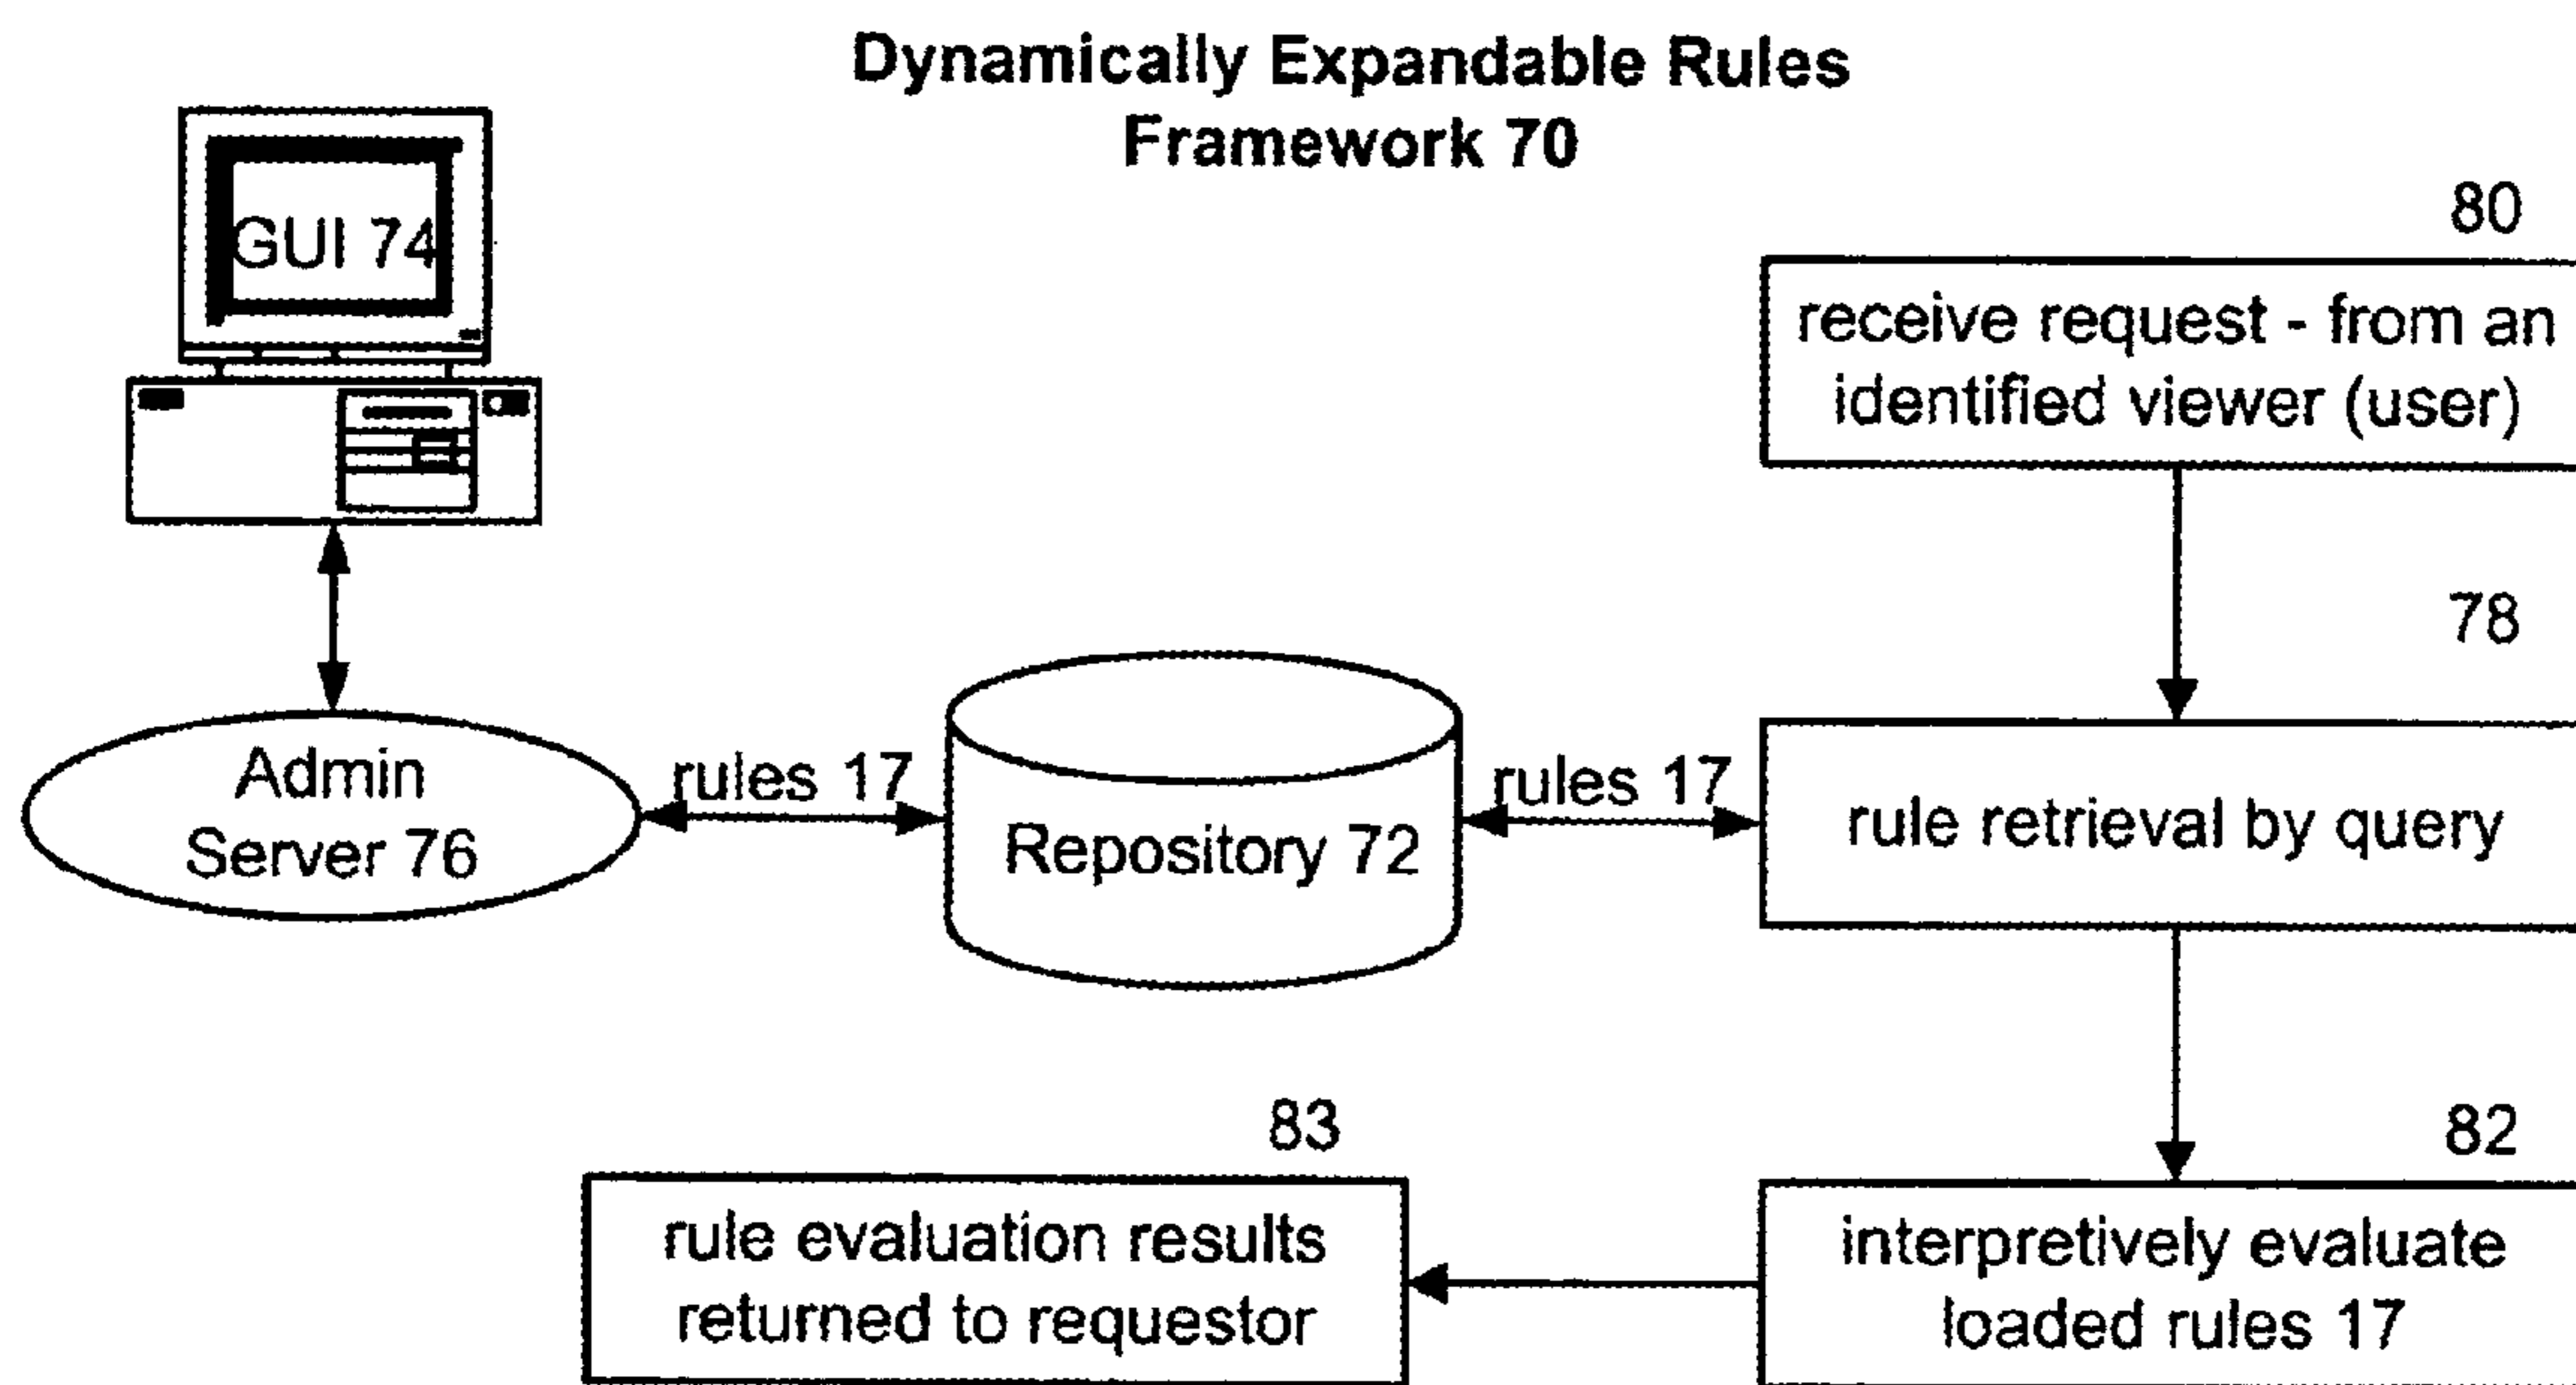 Dynamically Expandable Rules
Framework 70
GUI 74
80
receive request - from an
identified viewer (user)
78
Admin
Server 76
rules 17
Repository 72
rules 17
rule retrieval by query
83
rule evaluation results
returned to requestor
82
interpretively evaluate
loaded rules 17